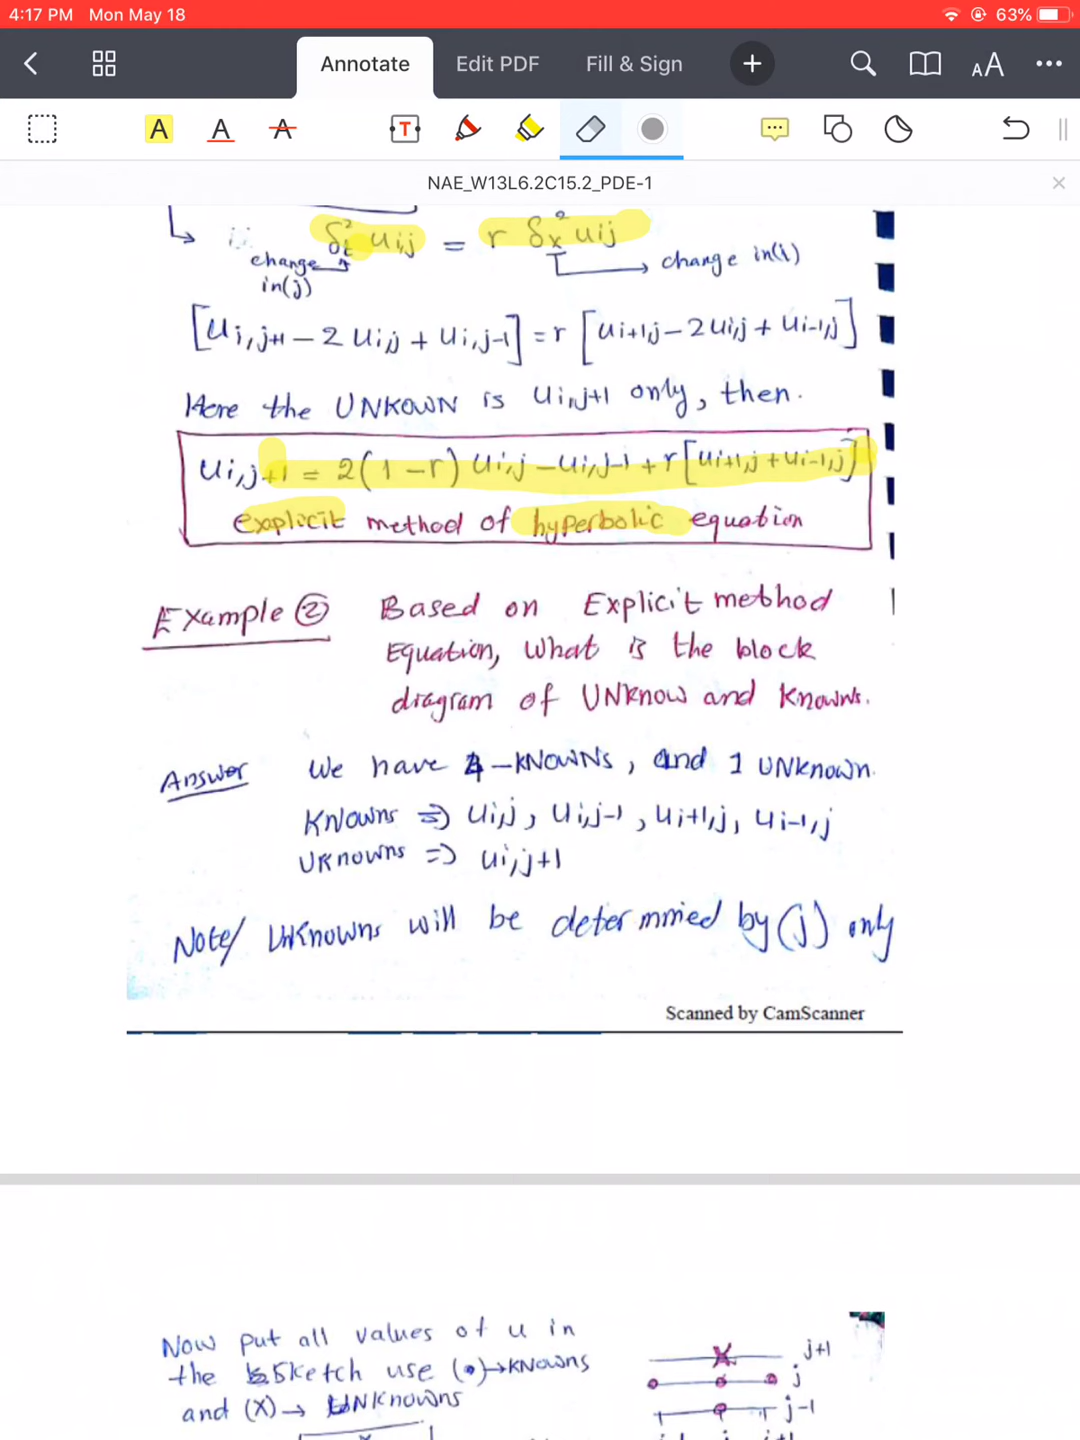 4:17 PM Mon May 18
63%
Annotate
Edit PDF
Fill & Sign
NAE_W13L6.2C15.2_PDE-1
δt² uij = r δx² uij
change in(j)
change in(i)
[ui,j+1 – 2 ui,j + ui,j-1] = r [ui+1,j – 2ui,j + ui-1,j]
Here the UNKOWN is ui,j+1 only, then.
ui,j+1 = 2(1-r) ui,j - ui,j-1 + r[ui+1,j + ui-1,j]
explicit method of hyperbolic equation
Example ② Based on Explicit method
Equation, what is the block
diagram of UNKnow and Knowns.
Answer We have 4-KNOWNS, and 1 UNKnown.
KNowns => ui,j, ui,j-1, ui+1,j, ui-1,j
UKnowns => ui,j+1
Note/ UnKnowns will be determined by (j) only
Scanned by CamScanner
Now put all values of u in
the Sketch use (•)→KNOWNS
and (X)→ UNKnowns
j+1
j
j-1